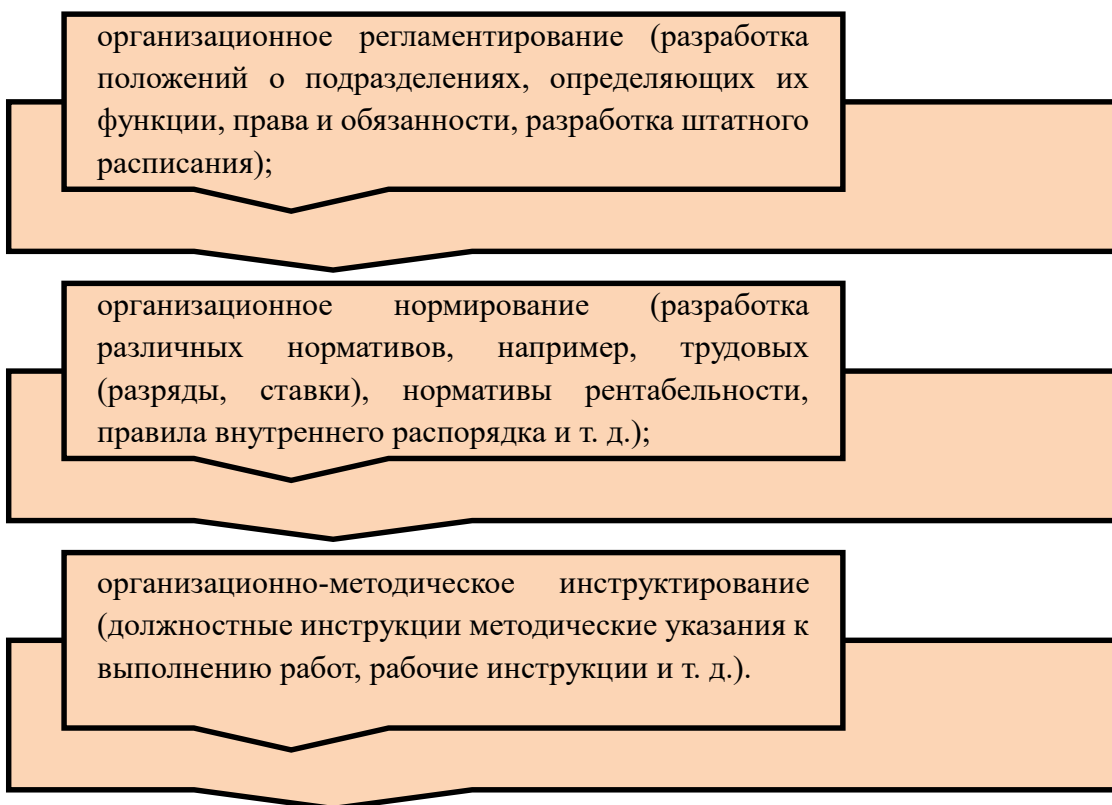 организационное регламентирование (разработка
положений о подразделениях, определяющих их
функции, права и обязанности, разработка штатного
расписания);
организационное нормирование (разработка
различных нормативов, например, трудовых
(разряды, ставки), нормативы рентабельности,
правила внутреннего распорядка и т. д.);
организационно-методическое инструктирование
(должностные инструкции методические указания к
выполнению работ, рабочие инструкции и т. д.).